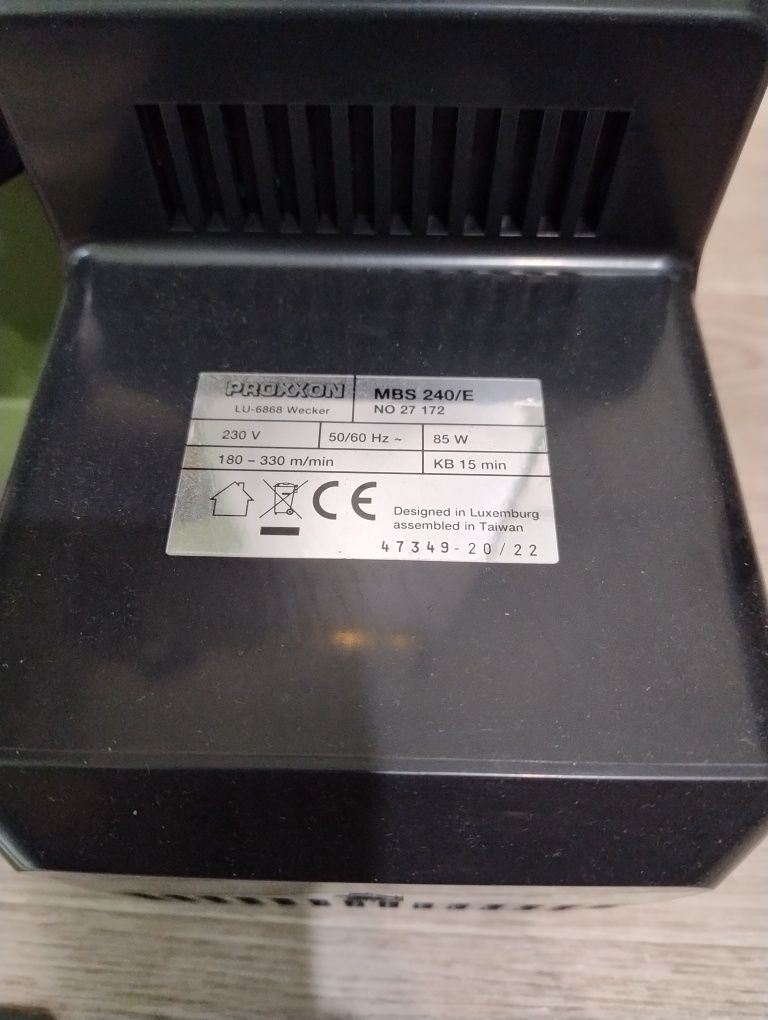 PROXXON
LU-6868 Wecker
MBS 240/E
NO 27 172
230 V
50/60 Hz ~
85 W
180 – 330 m/min
KB 15 min
CE
Designed in Luxemburg
assembled in Taiwan
47349-20/22